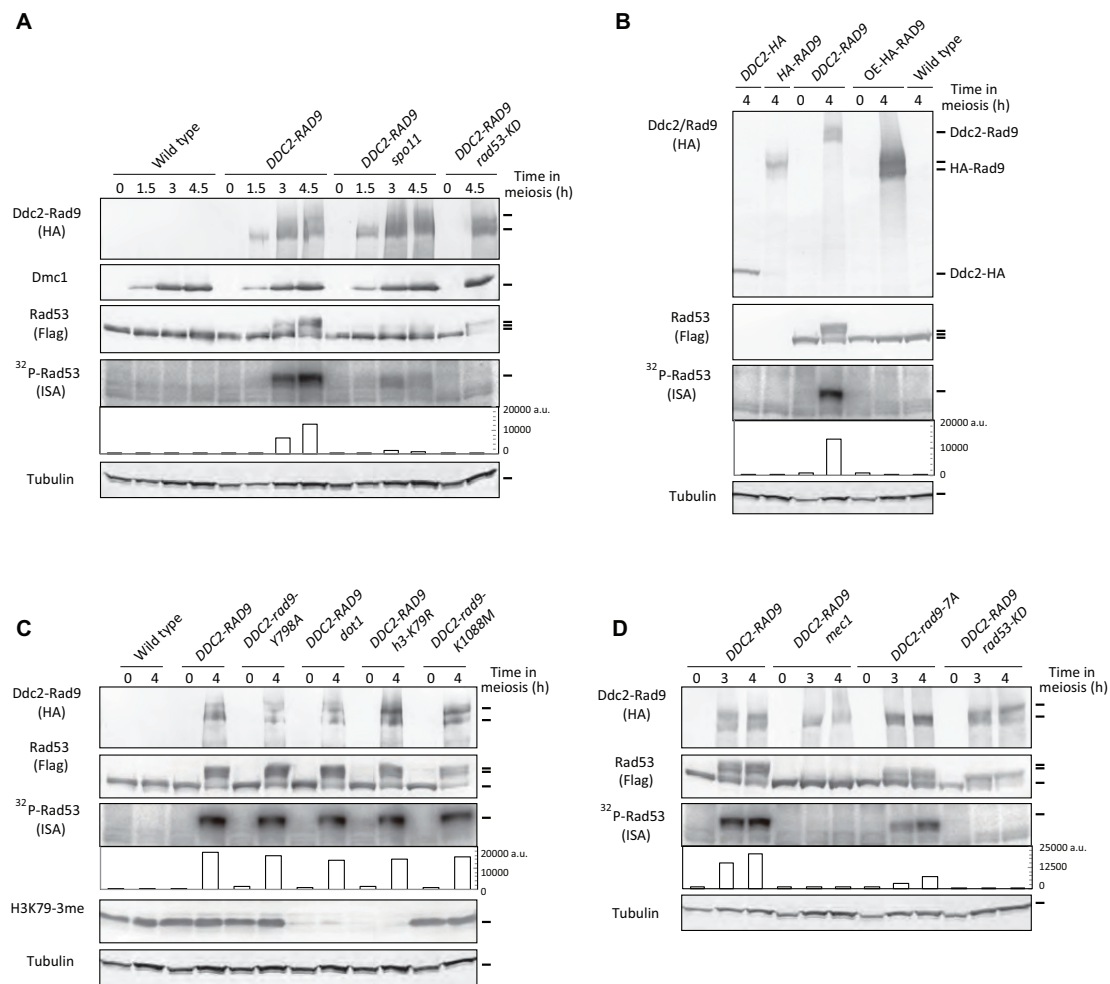 A
Wild type
DDC2-RAD9
DDC2-RAD9
spo11
DDC2-RAD9
rad53-KD
0 1.5 3 4.5 0 1.5 3 4.5 0 1.5 3 4.5 0 4.5
Time in
meiosis (h)
Ddc2-Rad9
(HA)
Dmc1
Rad53
(Flag)
32P-Rad53
(ISA)
20000 a.u.
10000
0
Tubulin
B
DDC2-HA
HA-RAD9
DDC2-RAD9
OE-HA-RAD9
Wild type
4 4 0 4 0 4 4
Time in
meiosis (h)
Ddc2/Rad9
(HA)
Ddc2-Rad9
HA-Rad9
Ddc2-HA
Rad53
(Flag)
32P-Rad53
(ISA)
20000 a.u.
10000
0
Tubulin
C
Wild type
DDC2-RAD9
DDC2-rad9-
Y798A
DDC2-RAD9
dot1
DDC2-RAD9
h3-K79R
DDC2-rad9-
K1088M
0 4 0 4 0 4 0 4 0 4 0 4
Time in
meiosis (h)
Ddc2-Rad9
(HA)
Rad53
(Flag)
32P-Rad53
(ISA)
20000 a.u.
10000
0
H3K79-3me
Tubulin
D
DDC2-RAD9
DDC2-RAD9
mec1
DDC2-rad9-7A
DDC2-RAD9
rad53-KD
0 3 4 0 3 4 0 3 4 0 3 4
Time in
meiosis (h)
Ddc2-Rad9
(HA)
Rad53
(Flag)
32P-Rad53
(ISA)
25000 a.u.
12500
0
Tubulin